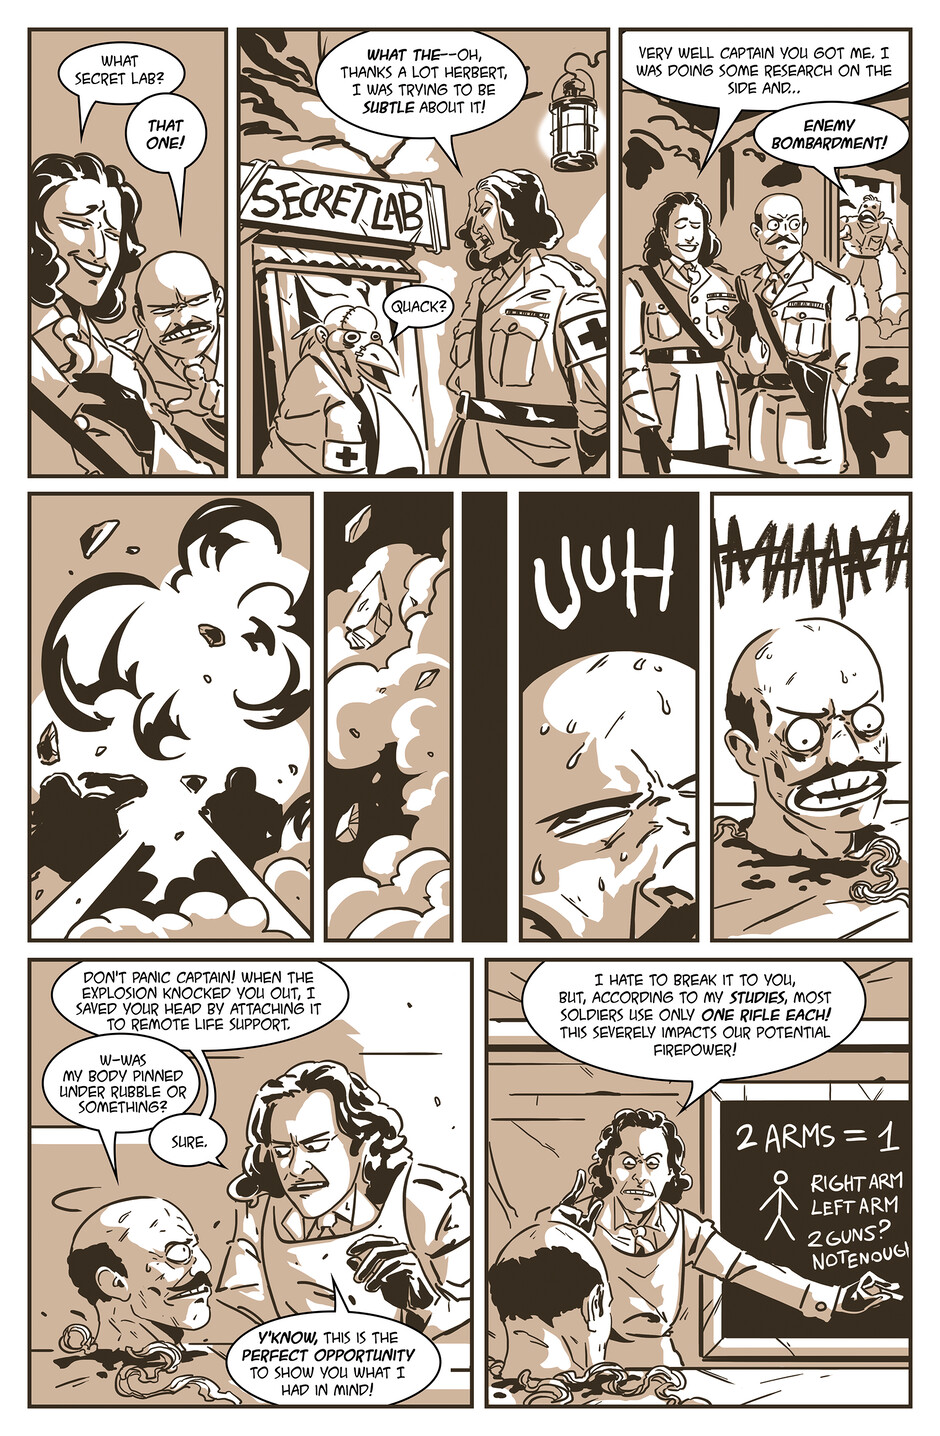 WHAT
SECRET LAB?
THAT
ONE!
WHAT THE--OH,
THANKS A LOT HERBERT,
I WAS TRYING TO BE
SUBTLE ABOUT IT!
SECRET LAB
QUACK?
VERY WELL CAPTAIN YOU GOT ME. I
WAS DOING SOME RESEARCH ON THE
SIDE AND...
ENEMY
BOMBARDMENT!
UUH
DON'T PANIC CAPTAIN! WHEN THE
EXPLOSION KNOCKED YOU OUT, I
SAVED YOUR HEAD BY ATTACHING IT
TO REMOTE LIFE SUPPORT.
W-WAS
MY BODY PINNED
UNDER RUBBLE OR
SOMETHING?
SURE.
Y'KNOW, THIS IS THE
PERFECT OPPORTUNITY
TO SHOW YOU WHAT I
HAD IN MIND!
I HATE TO BREAK IT TO YOU,
BUT, ACCORDING TO MY STUDIES, MOST
SOLDIERS USE ONLY ONE RIFLE EACH!
THIS SEVERELY IMPACTS OUR POTENTIAL
FIREPOWER!
2 ARMS = 1
RIGHT ARM
LEFT ARM
2 GUNS?
NOT ENOUG